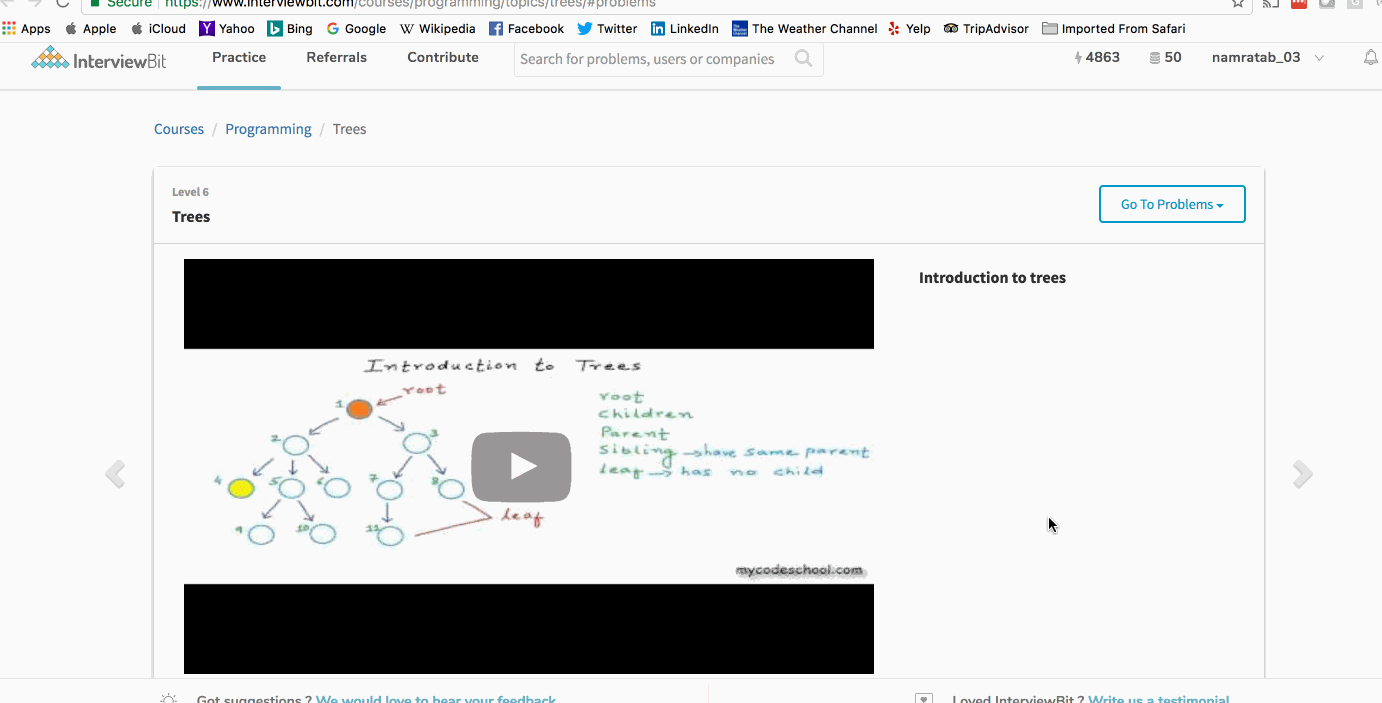 Secure https://www.interviewbit.com/courses/programming/topics/trees/#problems
Apps Apple iCloud Yahoo Bing Google Wikipedia Facebook Twitter LinkedIn The Weather Channel Yelp TripAdvisor Imported From Safari
InterviewBit Practice Referrals Contribute Search for problems, users or companies 4863 50 namratab_03
Courses / Programming / Trees
Level 6
Trees
Go To Problems
Introduction to trees
Introduction to Trees
root
1
2
3
4 5 6 7 8
9 10 11
leaf
root
children
Parent
Sibling → have same parent
leaf → has no child
mycodeschool.com
Got suggestions ? We would love to hear your feedback
Loved InterviewBit ? Write us a testimonial